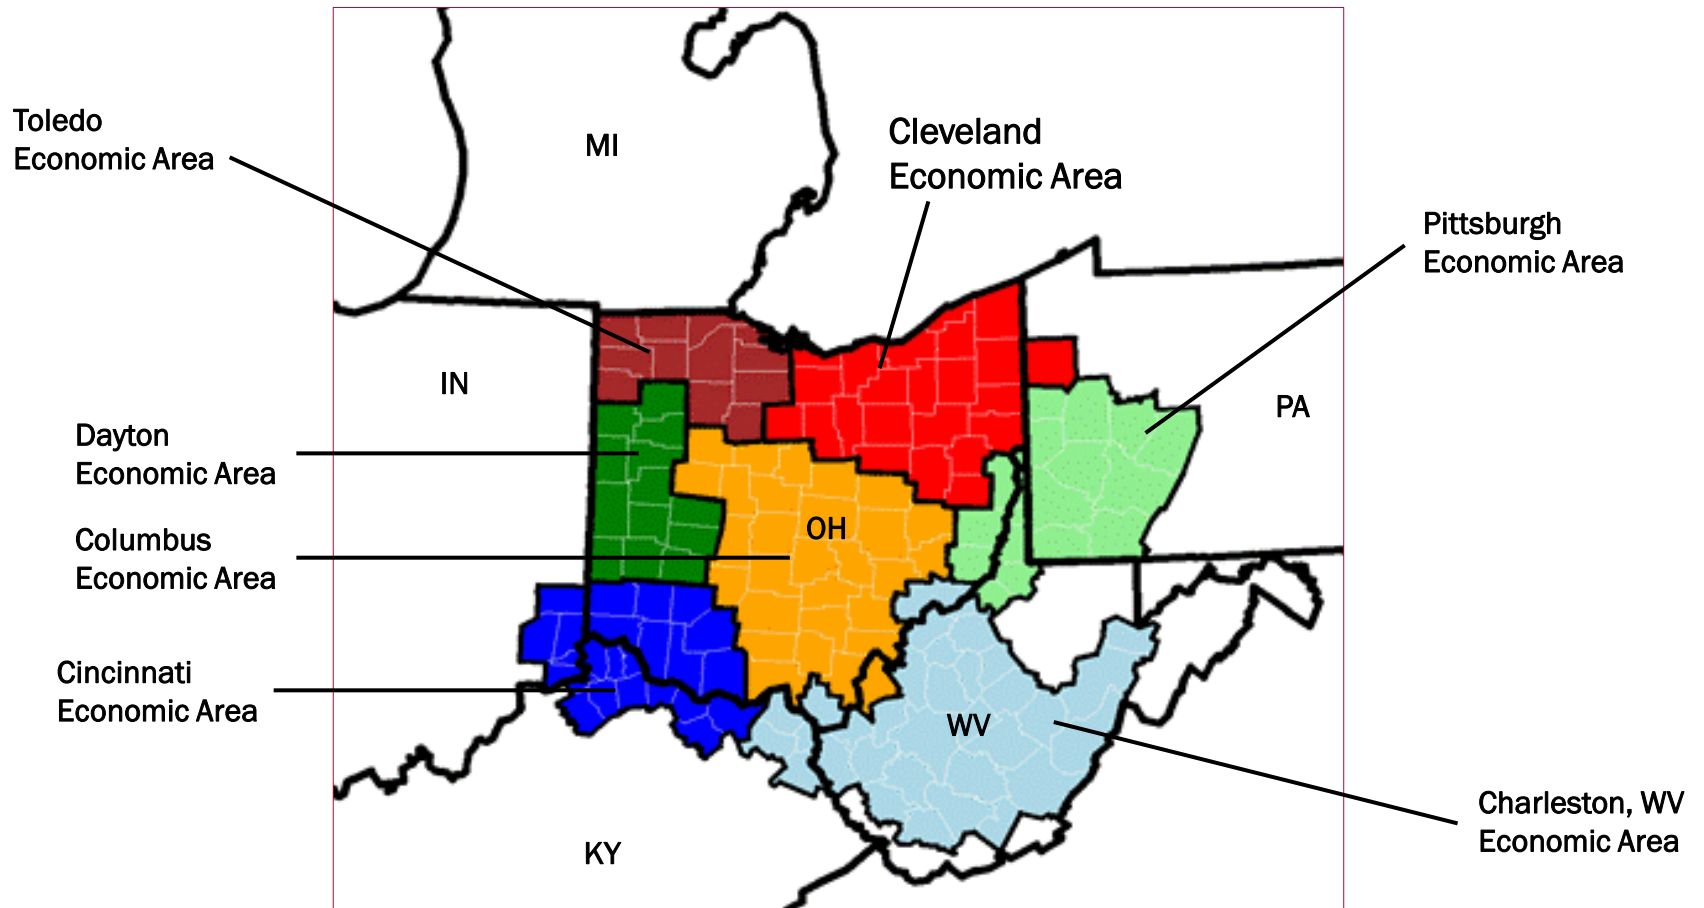 Toledo
Economic Area
MI
Cleveland
Economic Area
Pittsburgh
Economic Area
IN
PA
Dayton
Economic Area
Columbus
Economic Area
OH
Cincinnati
Economic Area
WV
Charleston, WV
Economic Area
KY